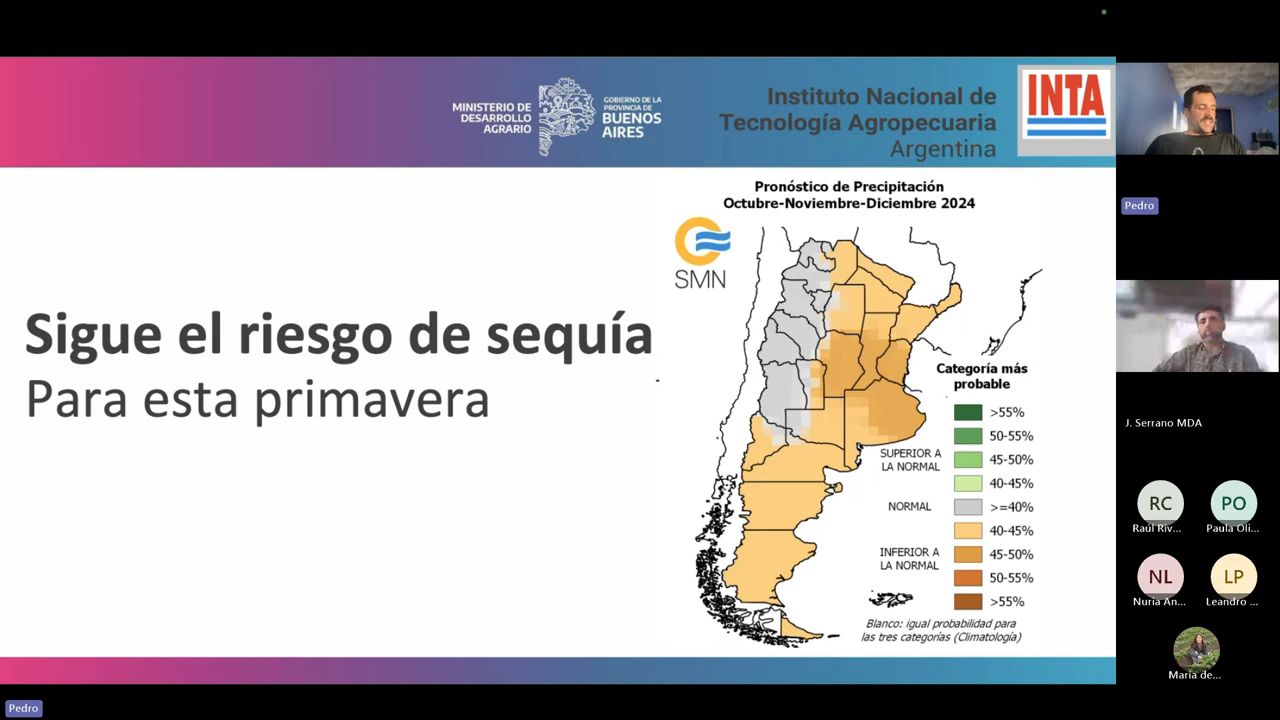 MINISTERIO DE
DESARROLLO
AGRARIO
GOBIERNO DE LA
PROVINCIA DE
BUENOS
AIRES
Instituto Nacional de
Tecnología Agropecuaria
Argentina
INTA
Pronóstico de Precipitación
Octubre-Noviembre-Diciembre 2024
SMN
Sigue el riesgo de sequía
Para esta primavera
Categoría más
probable
>55%
50-55%
SUPERIOR A
LA NORMAL
45-50%
40-45%
NORMAL
>=40%
40-45%
INFERIOR A
LA NORMAL
45-50%
50-55%
>55%
Blanco: igual probabilidad para
las tres categorías (Climatología)
Pedro
J. Serrano MDA
RC
Raúl Riv...
PO
Paula Oli...
NL
Nuria An...
LP
Leandro ...
María de...
Pedro